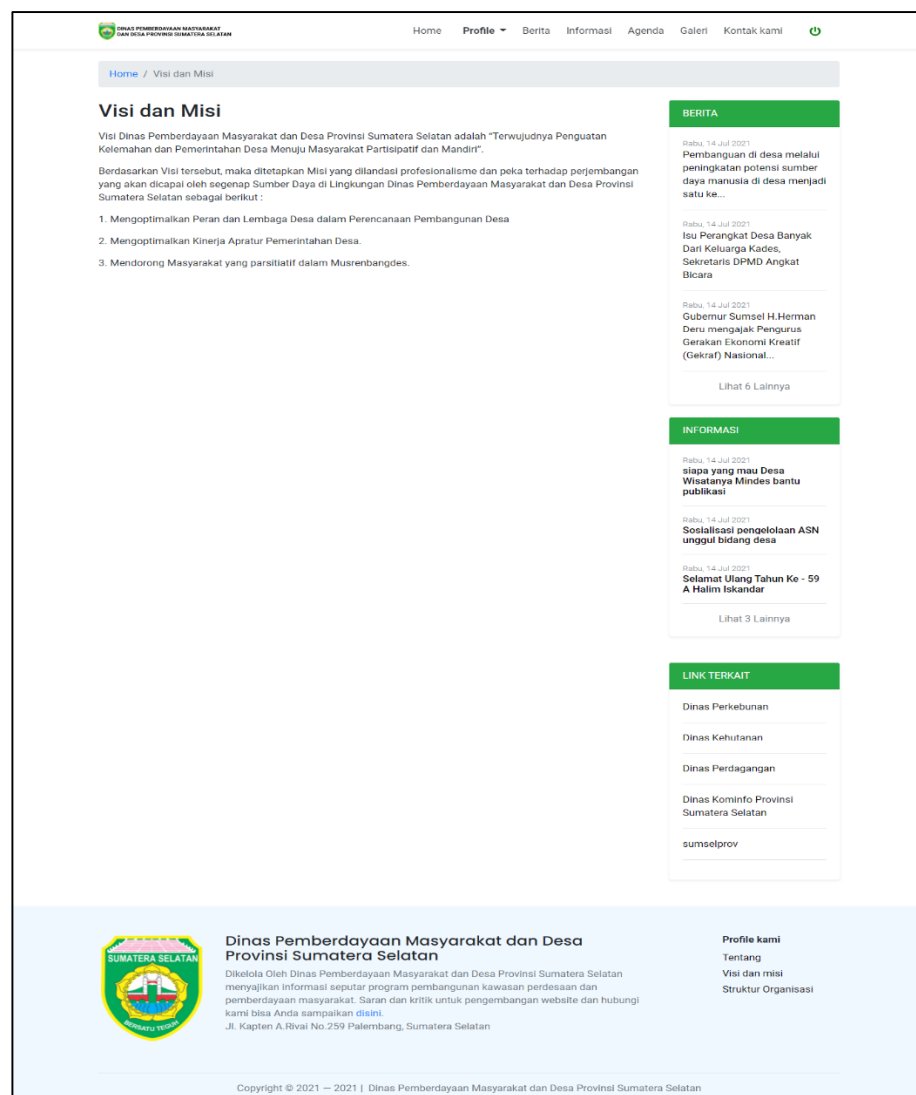 DINAS PEMBERDAYAAN MASYARAKAT
DAN DESA PROVINSI SUMATERA SELATAN
Home Profile Berita Informasi Agenda Galeri Kontak kami
Home / Visi dan Misi
Visi dan Misi
Visi Dinas Pemberdayaan Masyarakat dan Desa Provinsi Sumatera Selatan adalah “Terwujudnya Penguatan
Kelemahan dan Pemerintahan Desa Menuju Masyarakat Partisipatif dan Mandiri”.
Berdasarkan Visi tersebut, maka ditetapkan Misi yang dilandasi profesionalisme dan peka terhadap perjembangan
yang akan dicapai oleh segenap Sumber Daya di Lingkungan Dinas Pemberdayaan Masyarakat dan Desa Provinsi
Sumatera Selatan sebagai berikut :
1. Mengoptimalkan Peran dan Lembaga Desa dalam Perencanaan Pembangunan Desa
2. Mengoptimalkan Kinerja Apratur Pemerintahan Desa.
3. Mendorong Masyarakat yang parsitiatif dalam Musrenbangdes.
BERITA
Rabu, 14 Jul 2021
Pembanguan di desa melalui
peningkatan potensi sumber
daya manusia di desa menjadi
satu ke...
Rabu, 14 Jul 2021
Isu Perangkat Desa Banyak
Dari Keluarga Kades,
Sekretaris DPMD Angkat
Bicara
Rabu, 14 Jul 2021
Gubernur Sumsel H.Herman
Deru mengajak Pengurus
Gerakan Ekonomi Kreatif
(Gekraf) Nasional...
Lihat 6 Lainnya
INFORMASI
Rabu, 14 Jul 2021
siapa yang mau Desa
Wisatanya Mindes bantu
publikasi
Rabu, 14 Jul 2021
Sosialisasi pengelolaan ASN
unggul bidang desa
Rabu, 14 Jul 2021
Selamat Ulang Tahun Ke - 59
A Halim Iskandar
Lihat 3 Lainnya
LINK TERKAIT
Dinas Perkebunan
Dinas Kehutanan
Dinas Perdagangan
Dinas Kominfo Provinsi
Sumatera Selatan
sumselprov
SUMATERA SELATAN
BERSATU TEGUH
Dinas Pemberdayaan Masyarakat dan Desa
Provinsi Sumatera Selatan
Dikelola Oleh Dinas Pemberdayaan Masyarakat dan Desa Provinsi Sumatera Selatan
menyajikan informasi seputar program pembangunan kawasan perdesaan dan
pemberdayaan masyarakat. Saran dan kritik untuk pengembangan website dan hubungi
kami bisa Anda sampaikan disini.
Jl. Kapten A.Rivai No.259 Palembang, Sumatera Selatan
Profile kami
Tentang
Visi dan misi
Struktur Organisasi
Copyright © 2021 — 2021 | Dinas Pemberdayaan Masyarakat dan Desa Provinsi Sumatera Selatan